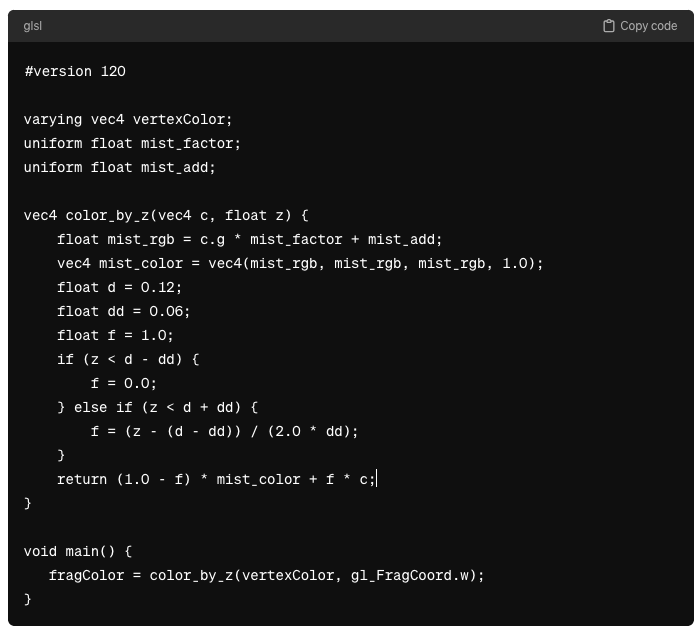 glsl
Copy code
#version 120
varying vec4 vertexColor;
uniform float mist_factor;
uniform float mist_add;
vec4 color_by_z(vec4 c, float z) {
    float mist_rgb = c.g * mist_factor + mist_add;
    vec4 mist_color = vec4(mist_rgb, mist_rgb, mist_rgb, 1.0);
    float d = 0.12;
    float dd = 0.06;
    float f = 1.0;
    if (z < d - dd) {
        f = 0.0;
    } else if (z < d + dd) {
        f = (z - (d - dd)) / (2.0 * dd);
    }
    return (1.0 - f) * mist_color + f * c;
}
void main() {
   fragColor = color_by_z(vertexColor, gl_FragCoord.w);
}